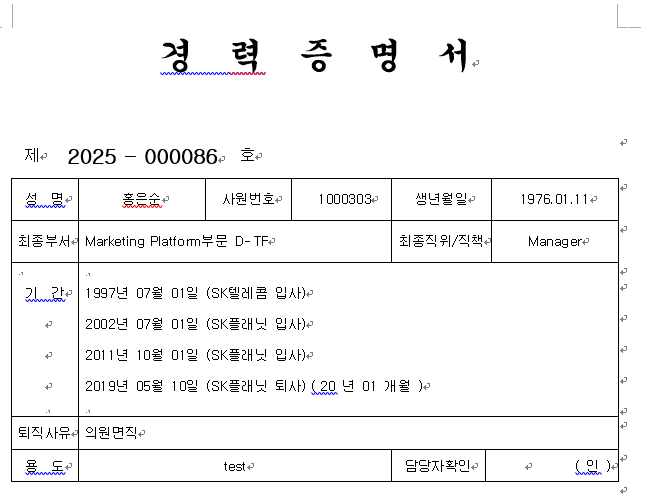 경 력 증 명 서
제 2025 - 000086 호
성 명 홍은순 사원번호 1000303 생년월일 1976.01.11
최종부서 Marketing Platform부문 D-TF 최종직위/직책 Manager
기 간 1997년 07월 01일 (SK텔레콤 입사)
2002년 07월 01일 (SK플래닛 입사)
2011년 10월 01일 (SK플래닛 입사)
2019년 05월 10일 (SK플래닛 퇴사) ( 20 년 01 개월 )
퇴직사유 의원면직
용 도 test 담당자확인 ( 인 )